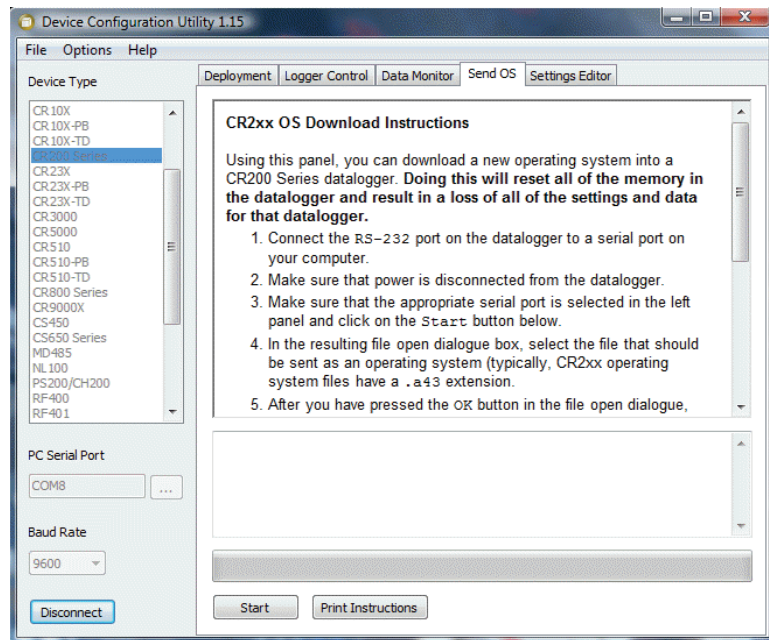 Device Configuration Utility 1.15
File Options Help
Device Type
CR10X
CR10X-PB
CR10X-TD
CR200 Series
CR23X
CR23X-PB
CR23X-TD
CR3000
CR5000
CR510
CR510-PB
CR510-TD
CR800 Series
CR9000X
CS450
CS650 Series
MD485
NL100
PS200/CH200
RF400
RF401
PC Serial Port
COM8
...
Baud Rate
9600
Disconnect
Deployment Logger Control Data Monitor Send OS Settings Editor
CR2xx OS Download Instructions
Using this panel, you can download a new operating system into a
CR200 Series datalogger. Doing this will reset all of the memory in
the datalogger and result in a loss of all of the settings and data
for that datalogger.
1. Connect the RS-232 port on the datalogger to a serial port on
your computer.
2. Make sure that power is disconnected from the datalogger.
3. Make sure that the appropriate serial port is selected in the left
panel and click on the Start button below.
4. In the resulting file open dialogue box, select the file that should
be sent as an operating system (typically, CR2xx operating
system files have a .a43 extension.
5. After you have pressed the OK button in the file open dialogue,
Start Print Instructions